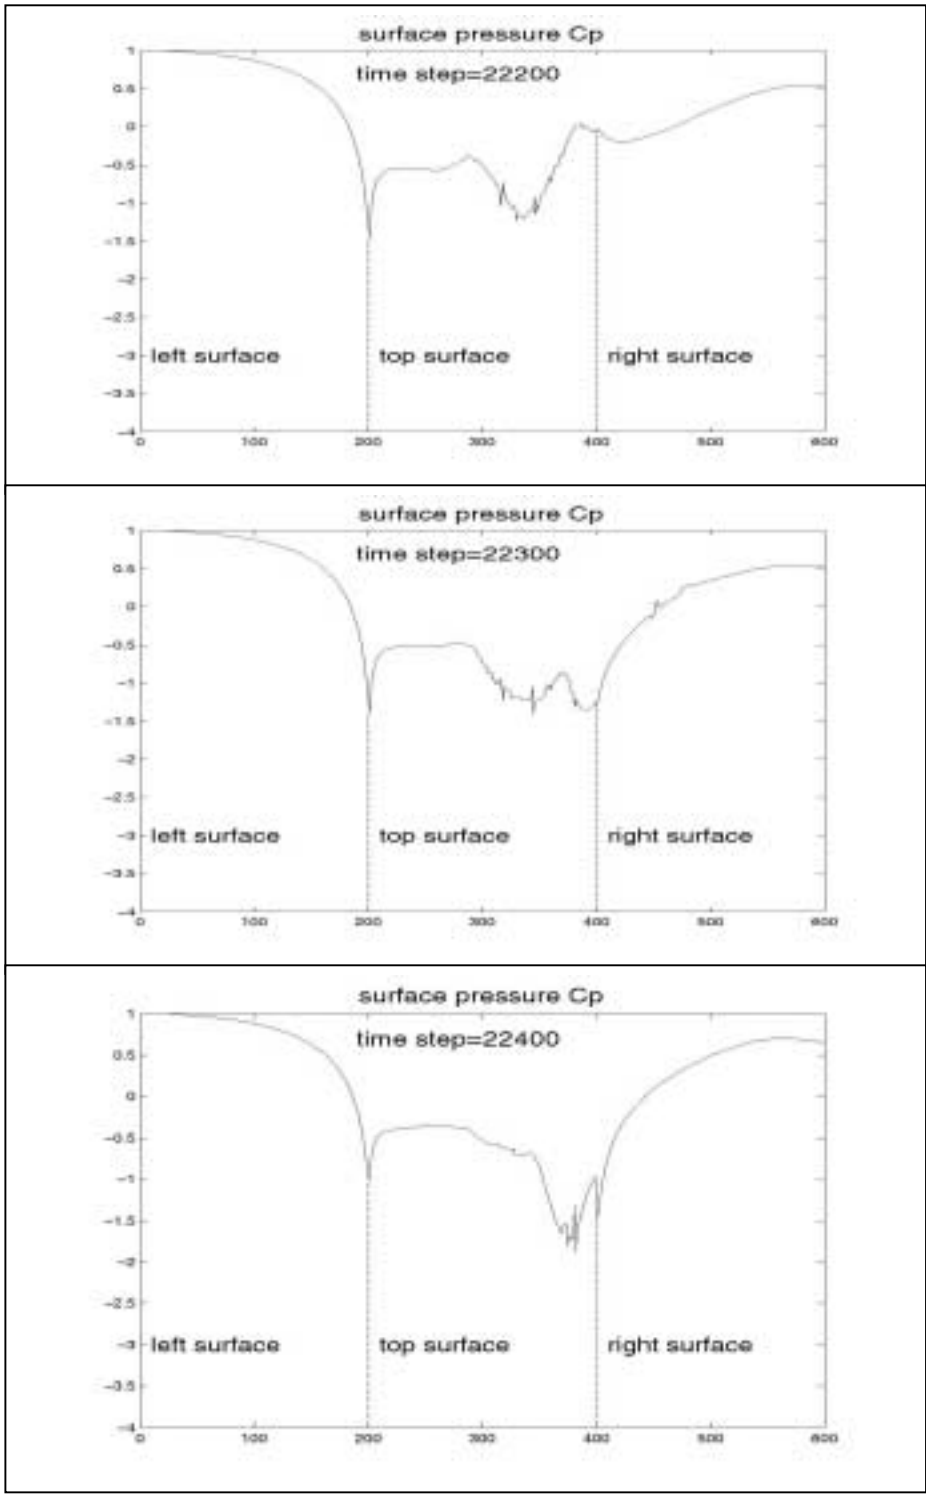 surface pressure Cp
time step=22200
1
0.5
0
-0.5
-1
-1.5
-2
-2.5
-3
-3.5
-4
left surface
top surface
right surface
0 100 200 300 400 500 600
surface pressure Cp
time step=22300
1
0.5
0
-0.5
-1
-1.5
-2
-2.5
-3
-3.5
-4
left surface
top surface
right surface
0 100 200 300 400 500 600
surface pressure Cp
time step=22400
1
0.5
0
-0.5
-1
-1.5
-2
-2.5
-3
-3.5
-4
left surface
top surface
right surface
0 100 200 300 400 500 600